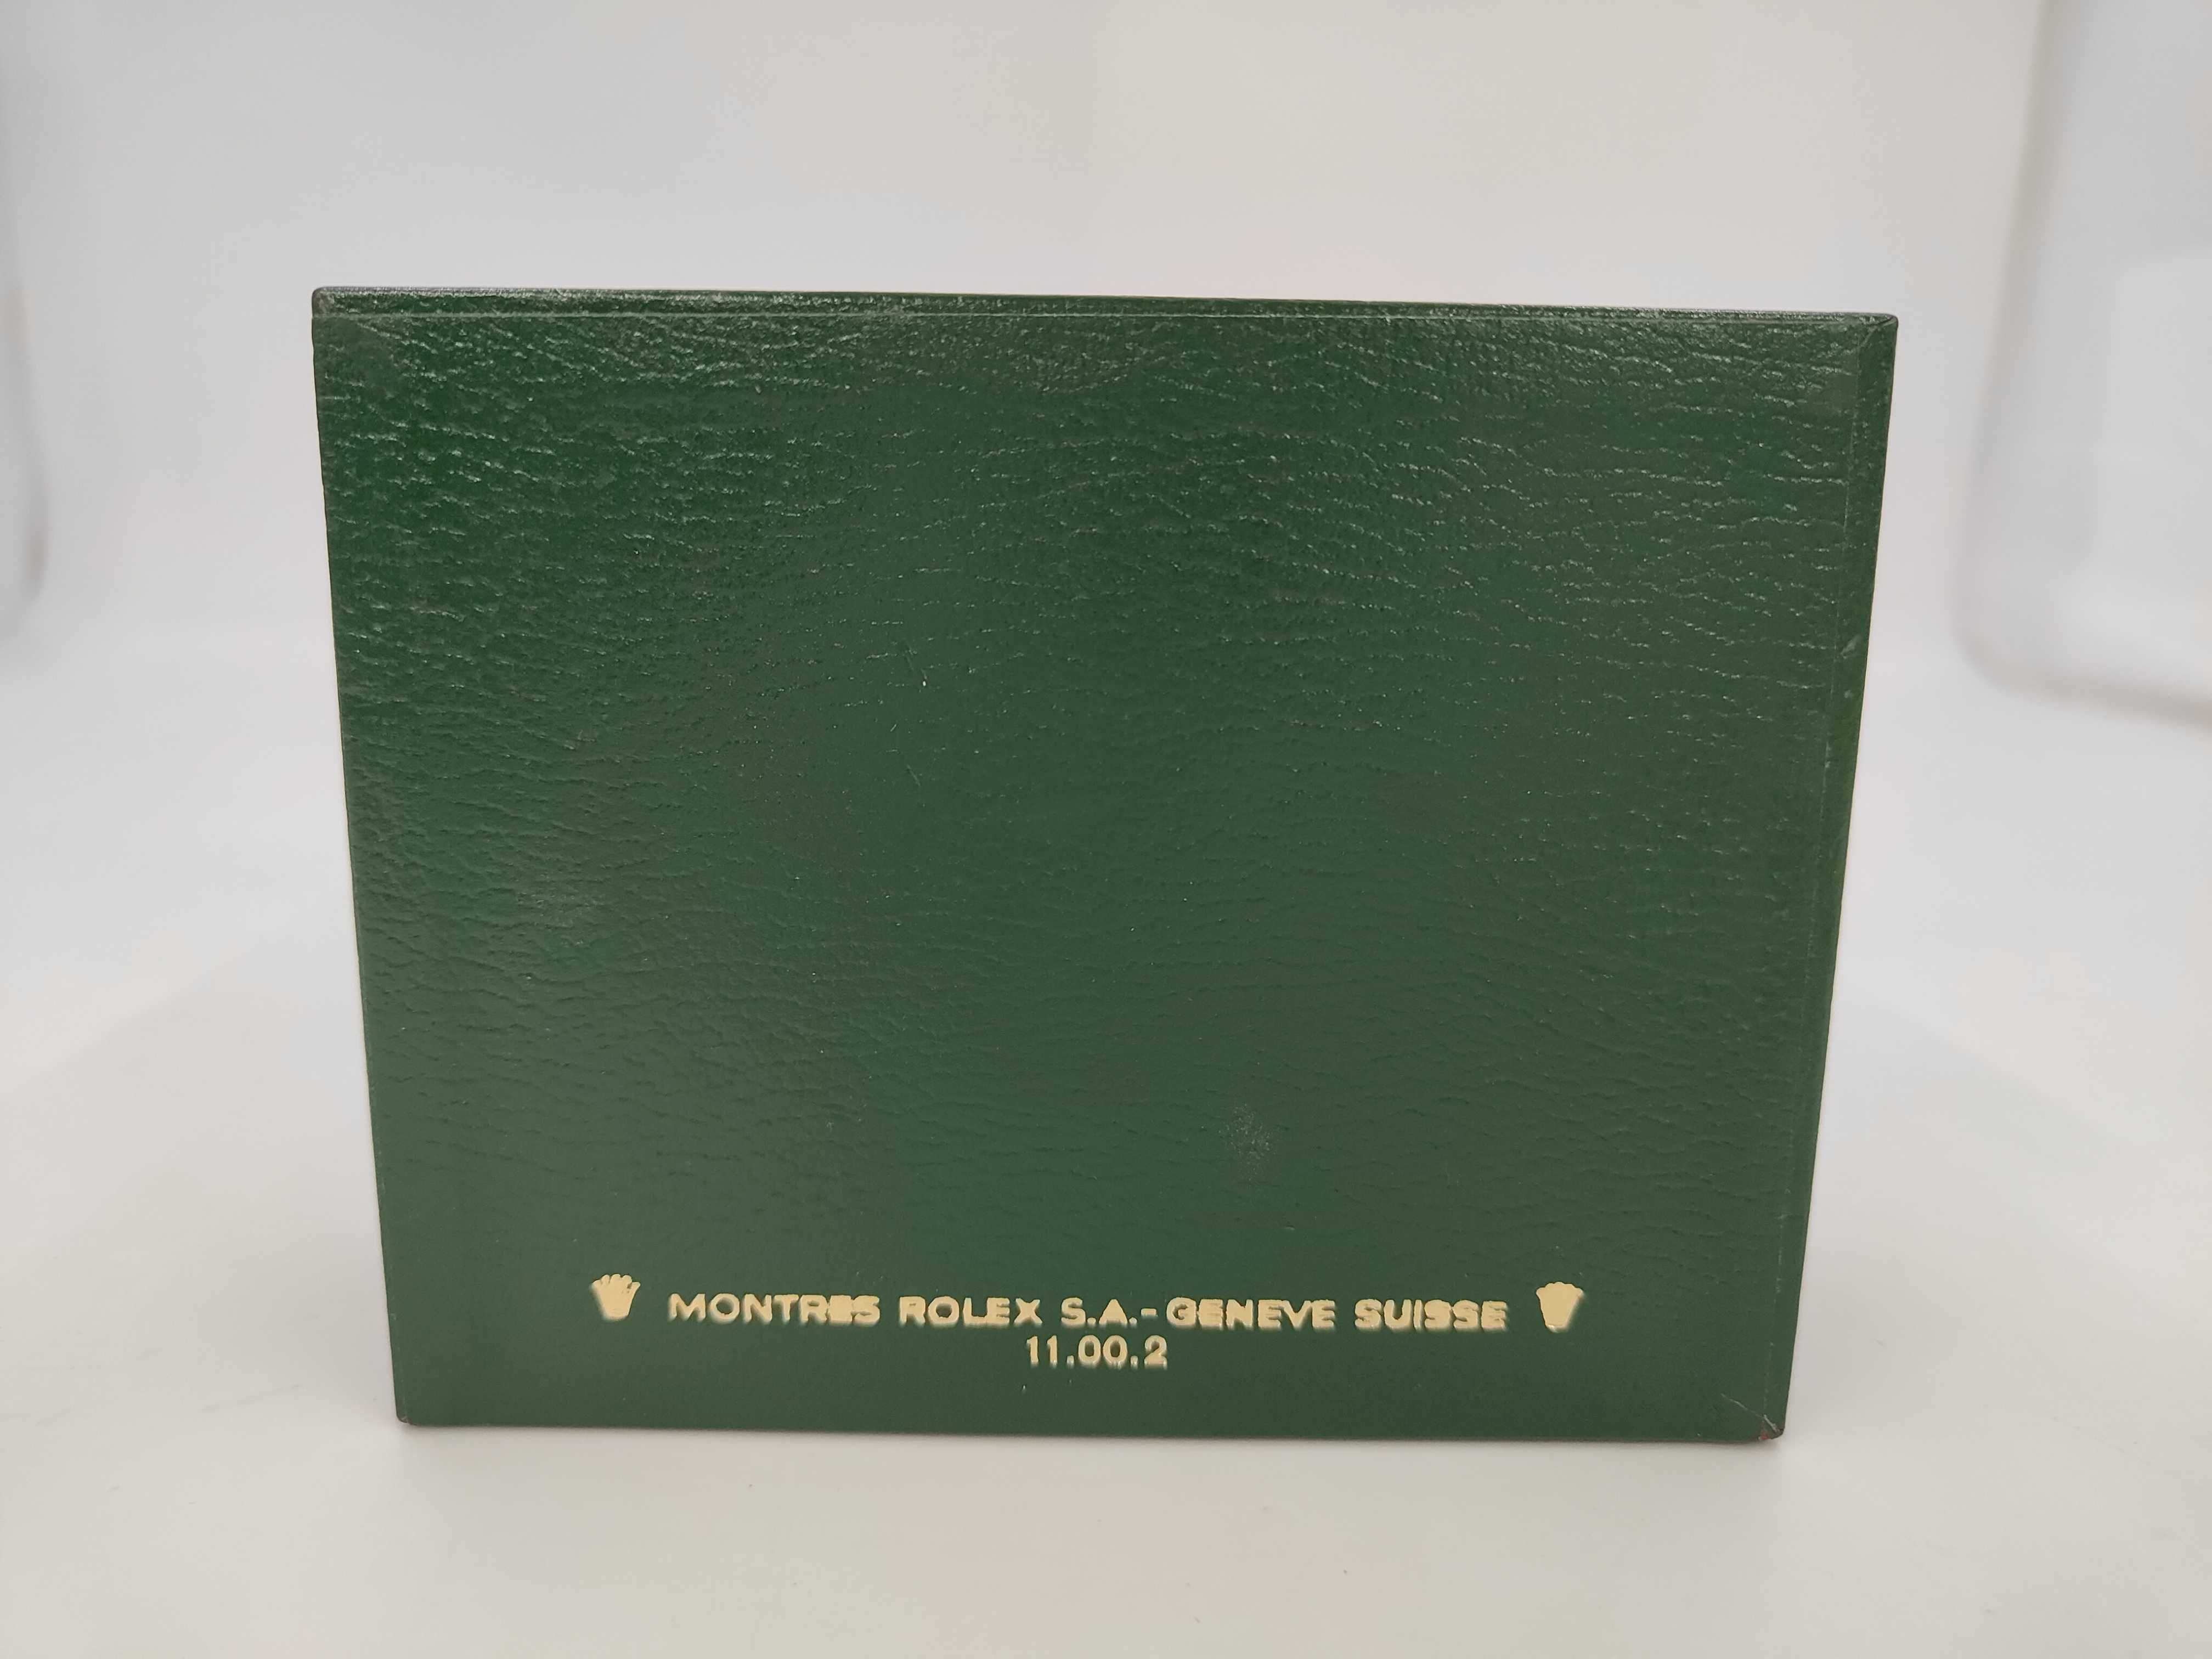 MONTRES ROLEX S.A.-GENEVE SUISSE
11.00.2